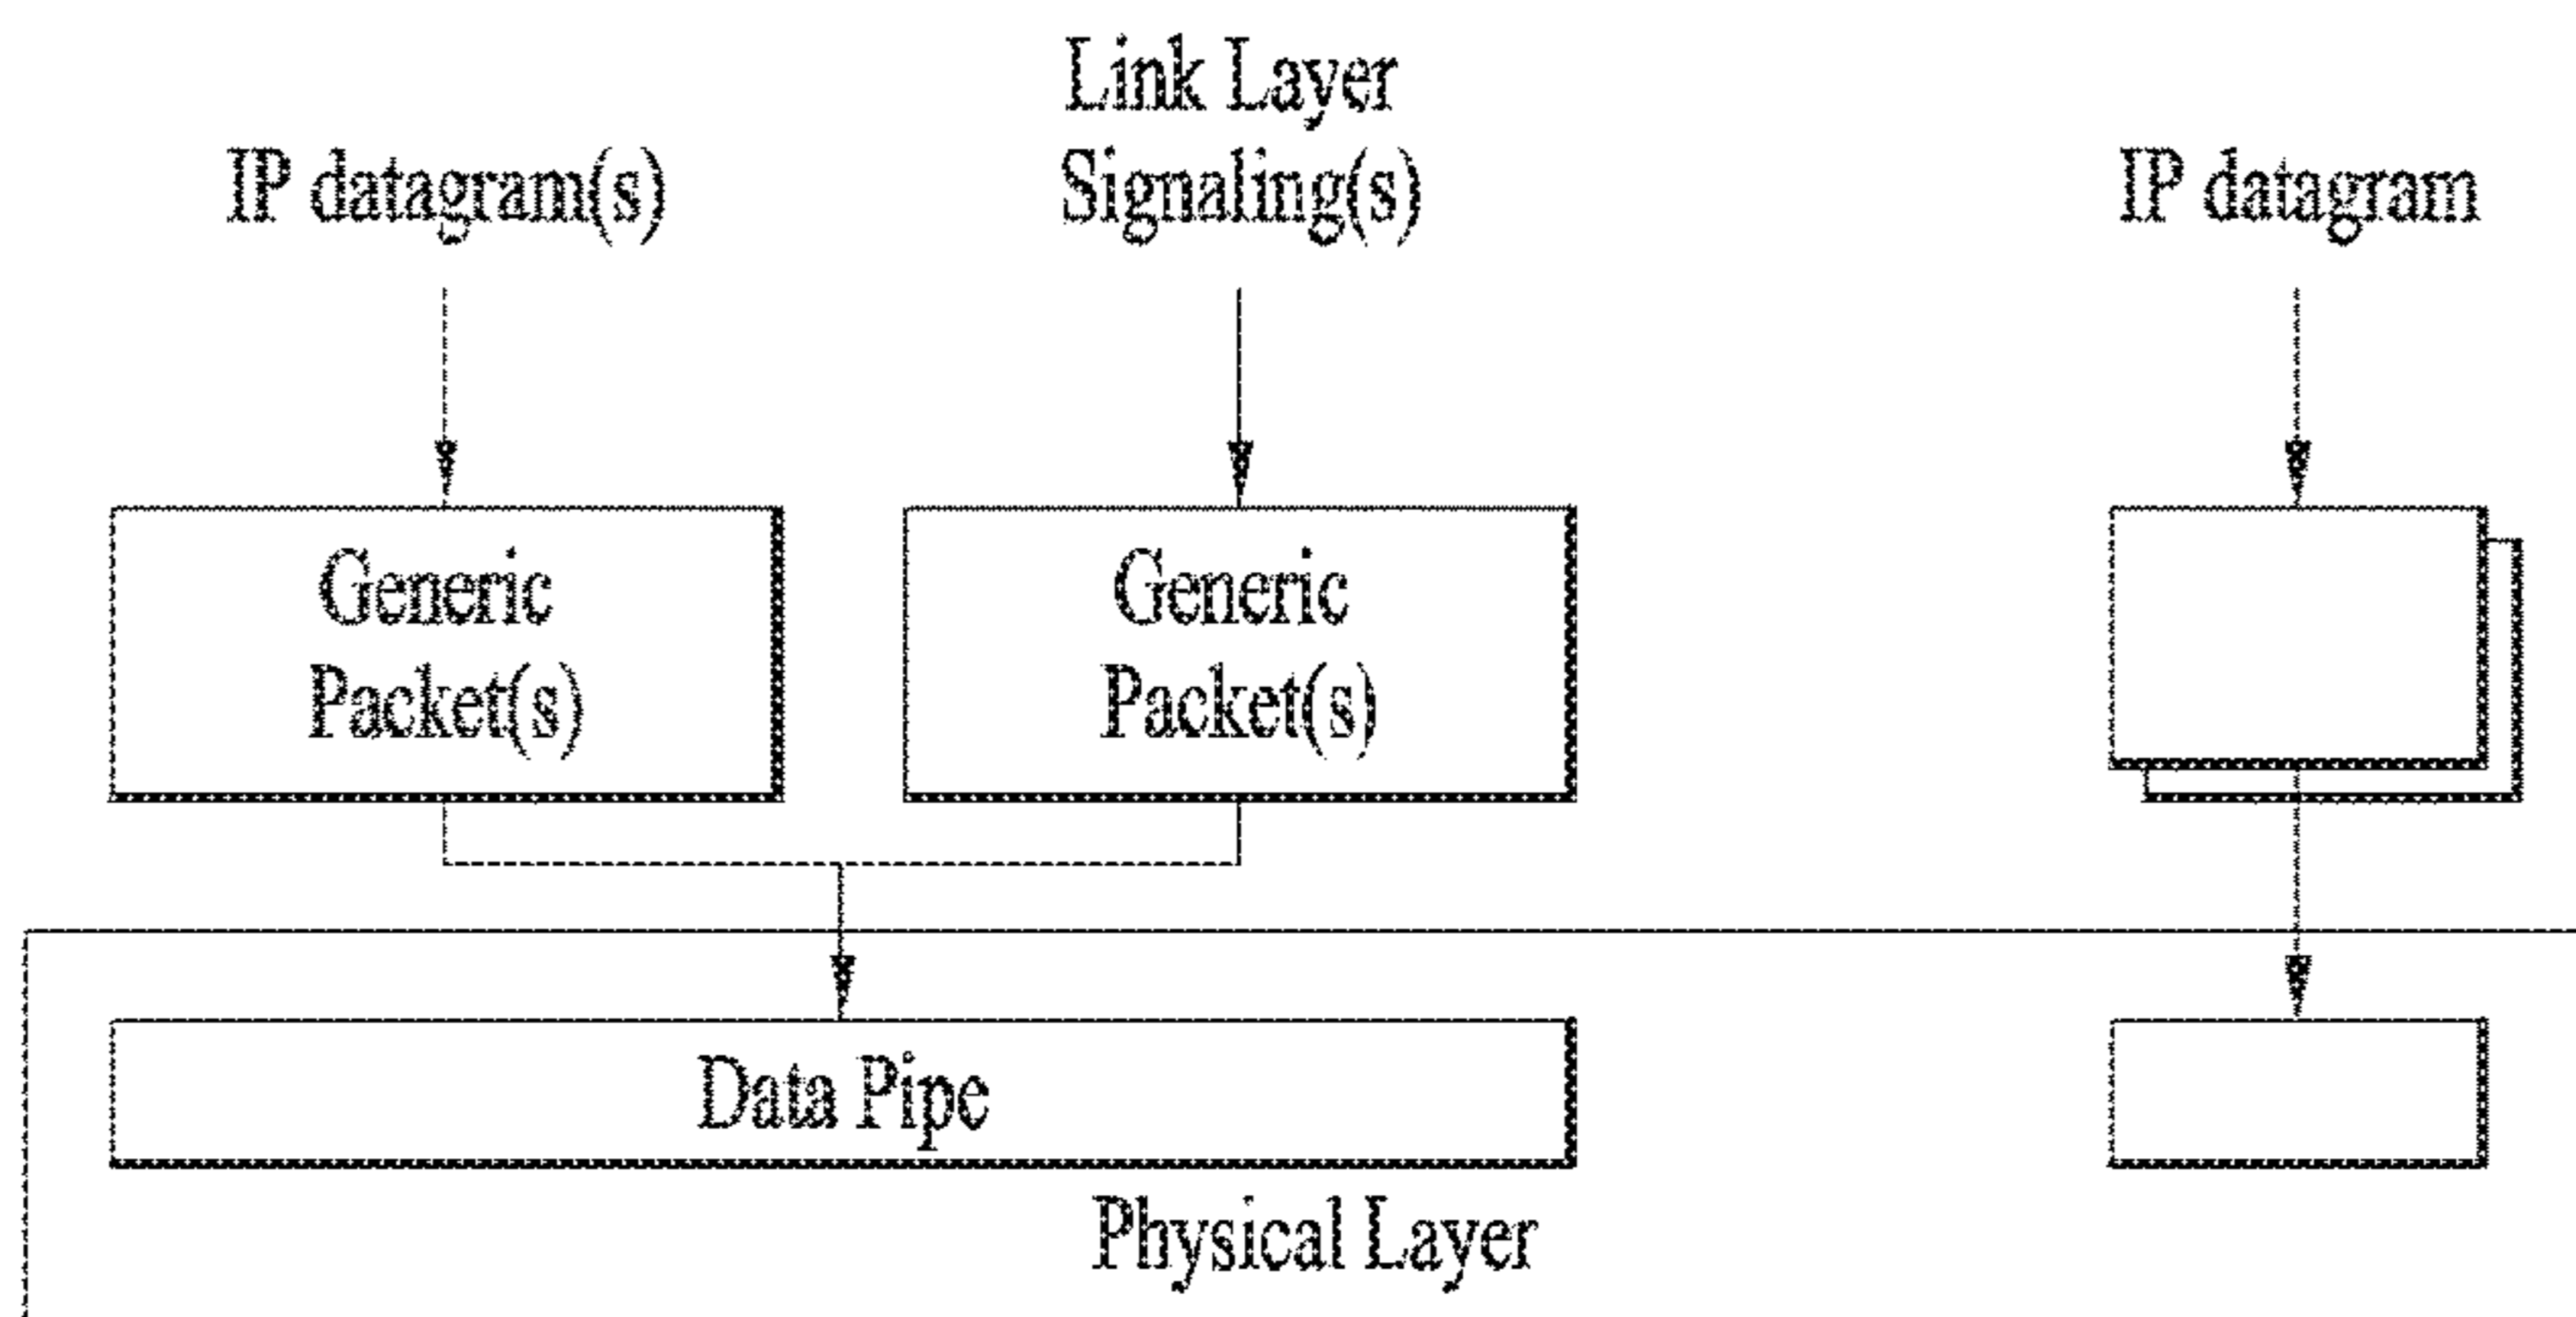 Link Layer
IP datagram(s)
Signaling(s)
IP datagram
Generic
Packet(s)
Generic
Packet(s)
Data Pipe
Physical Layer